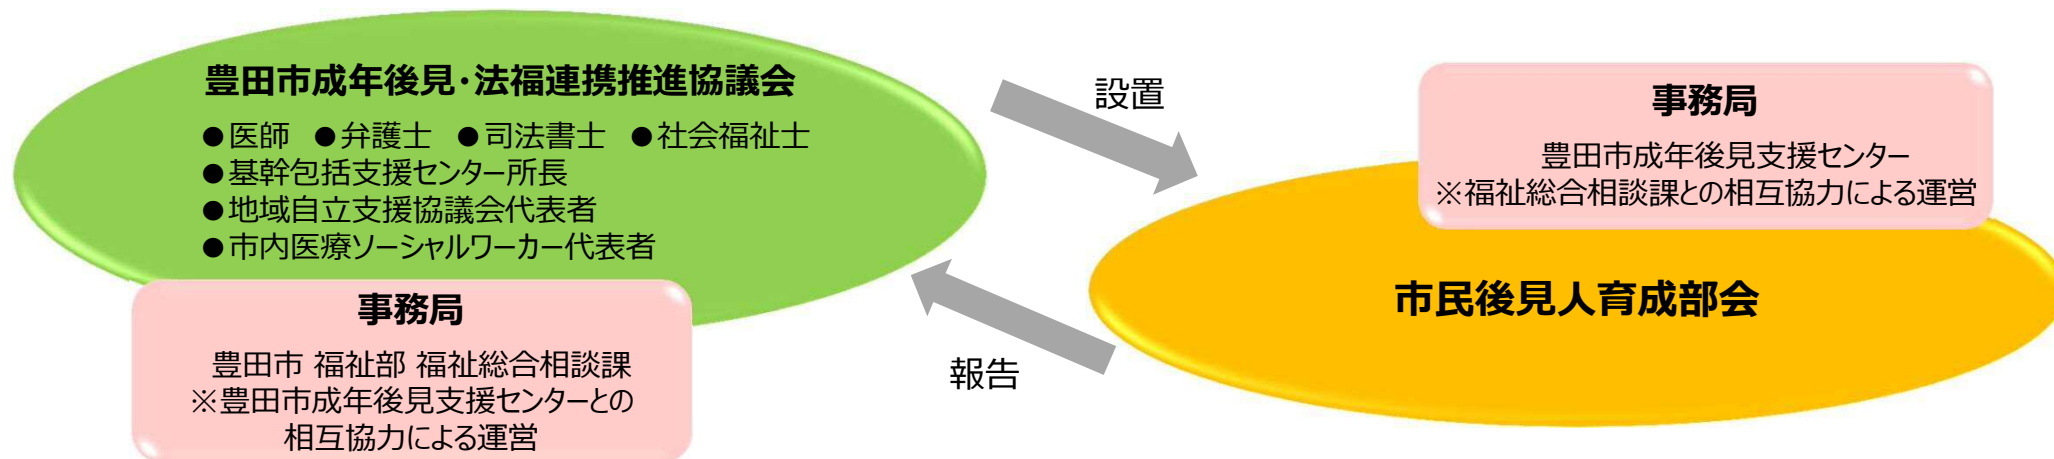 豊田市成年後見・法福連携推進協議会
●医師 ●弁護士 ●司法書士 ●社会福祉士
●基幹包括支援センター所長
●地域自立支援協議会代表者
●市内医療ソーシャルワーカー代表者
事務局
豊田市 福祉部 福祉総合相談課
※豊田市成年後見支援センターとの
相互協力による運営
設置
報告
事務局
豊田市成年後見支援センター
※福祉総合相談課との相互協力による運営
市民後見人育成部会